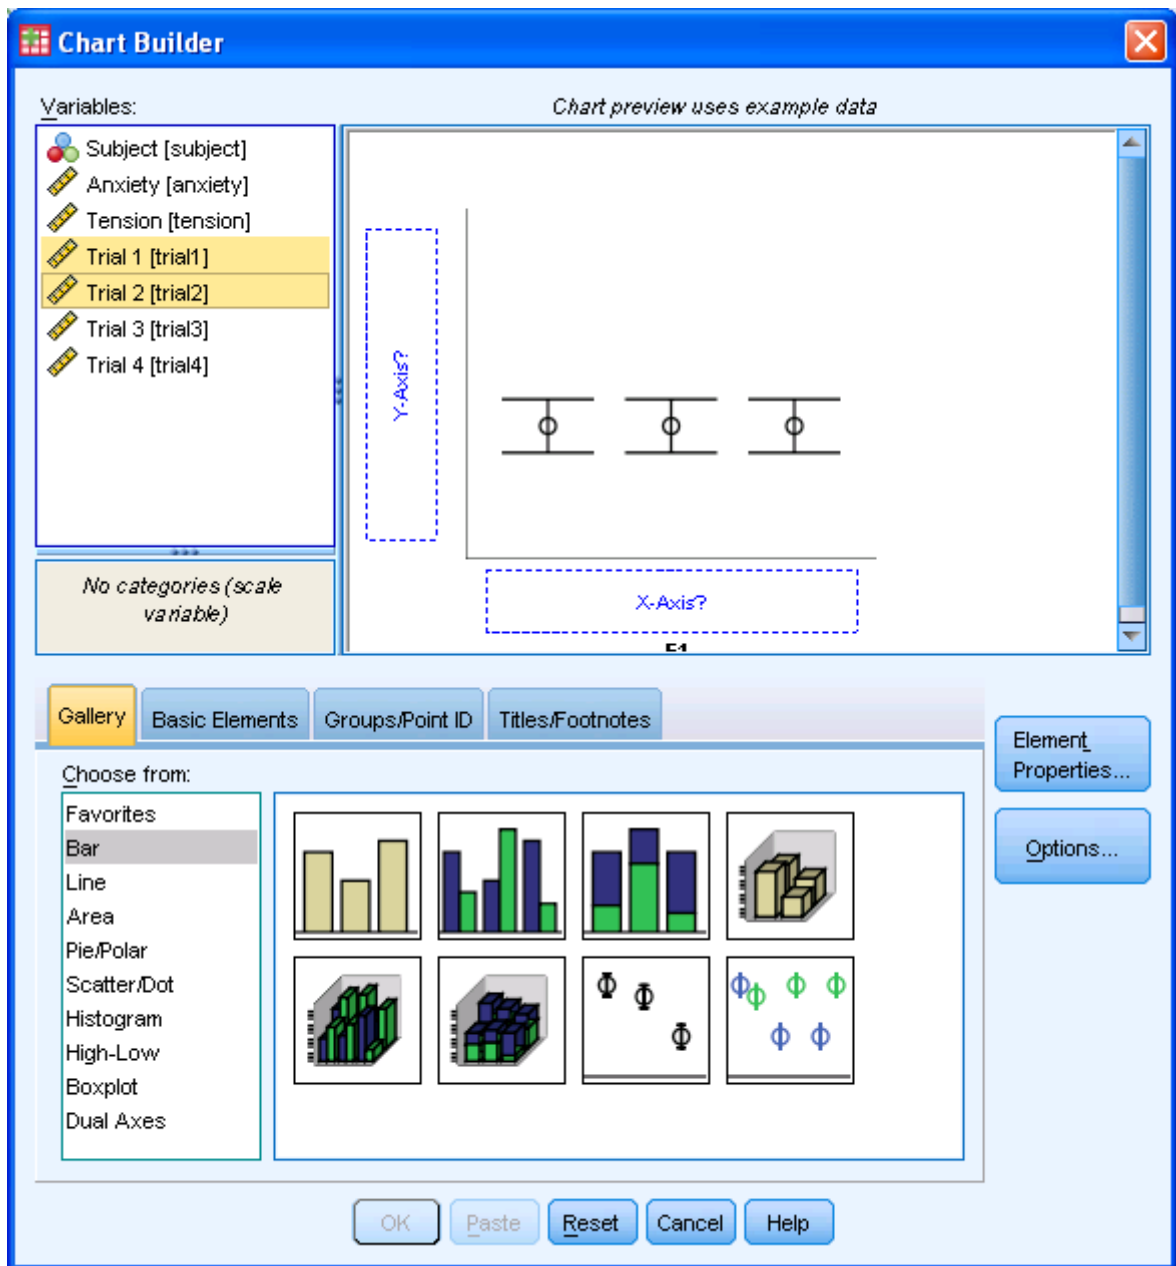 Chart Builder
Variables:
Chart preview uses example data
Subject [subject]
Anxiety [anxiety]
Tension [tension]
Trial 1 [trial1]
Trial 2 [trial2]
Trial 3 [trial3]
Trial 4 [trial4]
No categories (scale
variable)
Y-Axis?
X-Axis?
Gallery
Basic Elements
Groups/Point ID
Titles/Footnotes
Element
Properties...
Options...
Choose from:
Favorites
Bar
Line
Area
Pie/Polar
Scatter/Dot
Histogram
High-Low
Boxplot
Dual Axes
OK
Paste
Reset
Cancel
Help